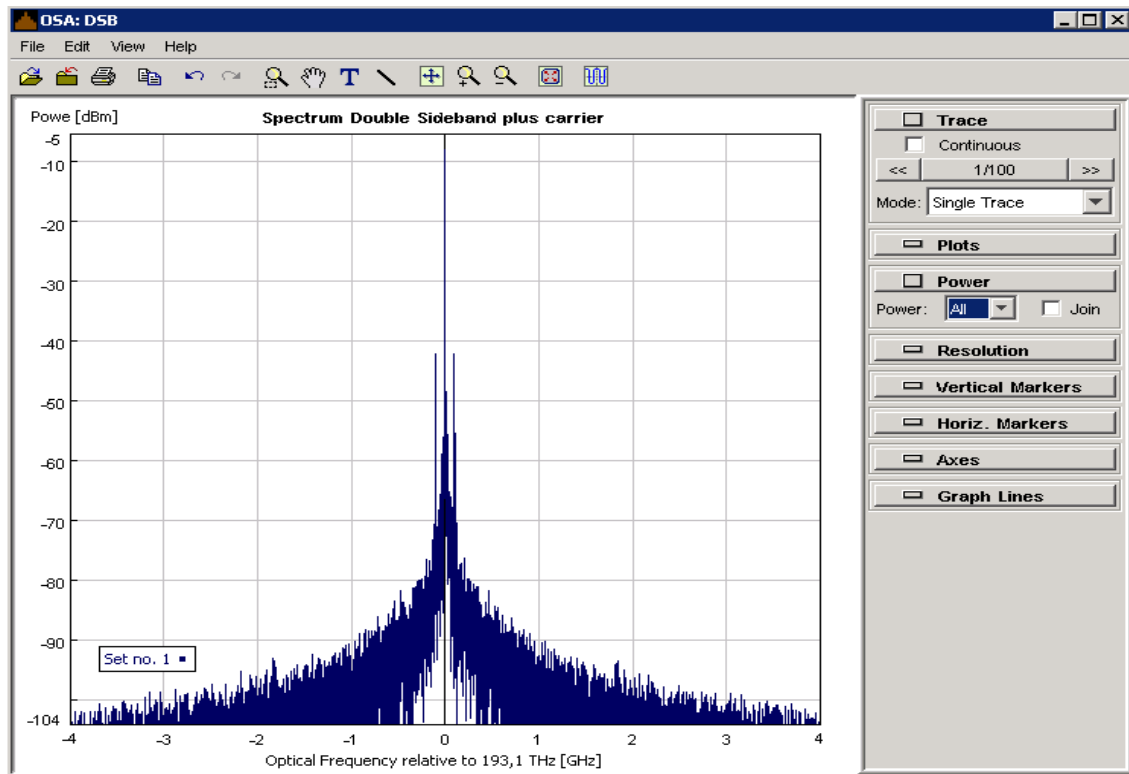 OSA: DSB
File Edit View Help
Powe [dBm]
Spectrum Double Sideband plus carrier
-5
-10
-20
-30
-40
-50
-60
-70
-80
-90
-104
Set no. 1
-4 -3 -2 -1 0 1 2 3 4
Optical Frequency relative to 193,1 THz [GHz]
Trace
Continuous
<< 1/100 >>
Mode: Single Trace
Plots
Power
Power: All Join
Resolution
Vertical Markers
Horiz. Markers
Axes
Graph Lines